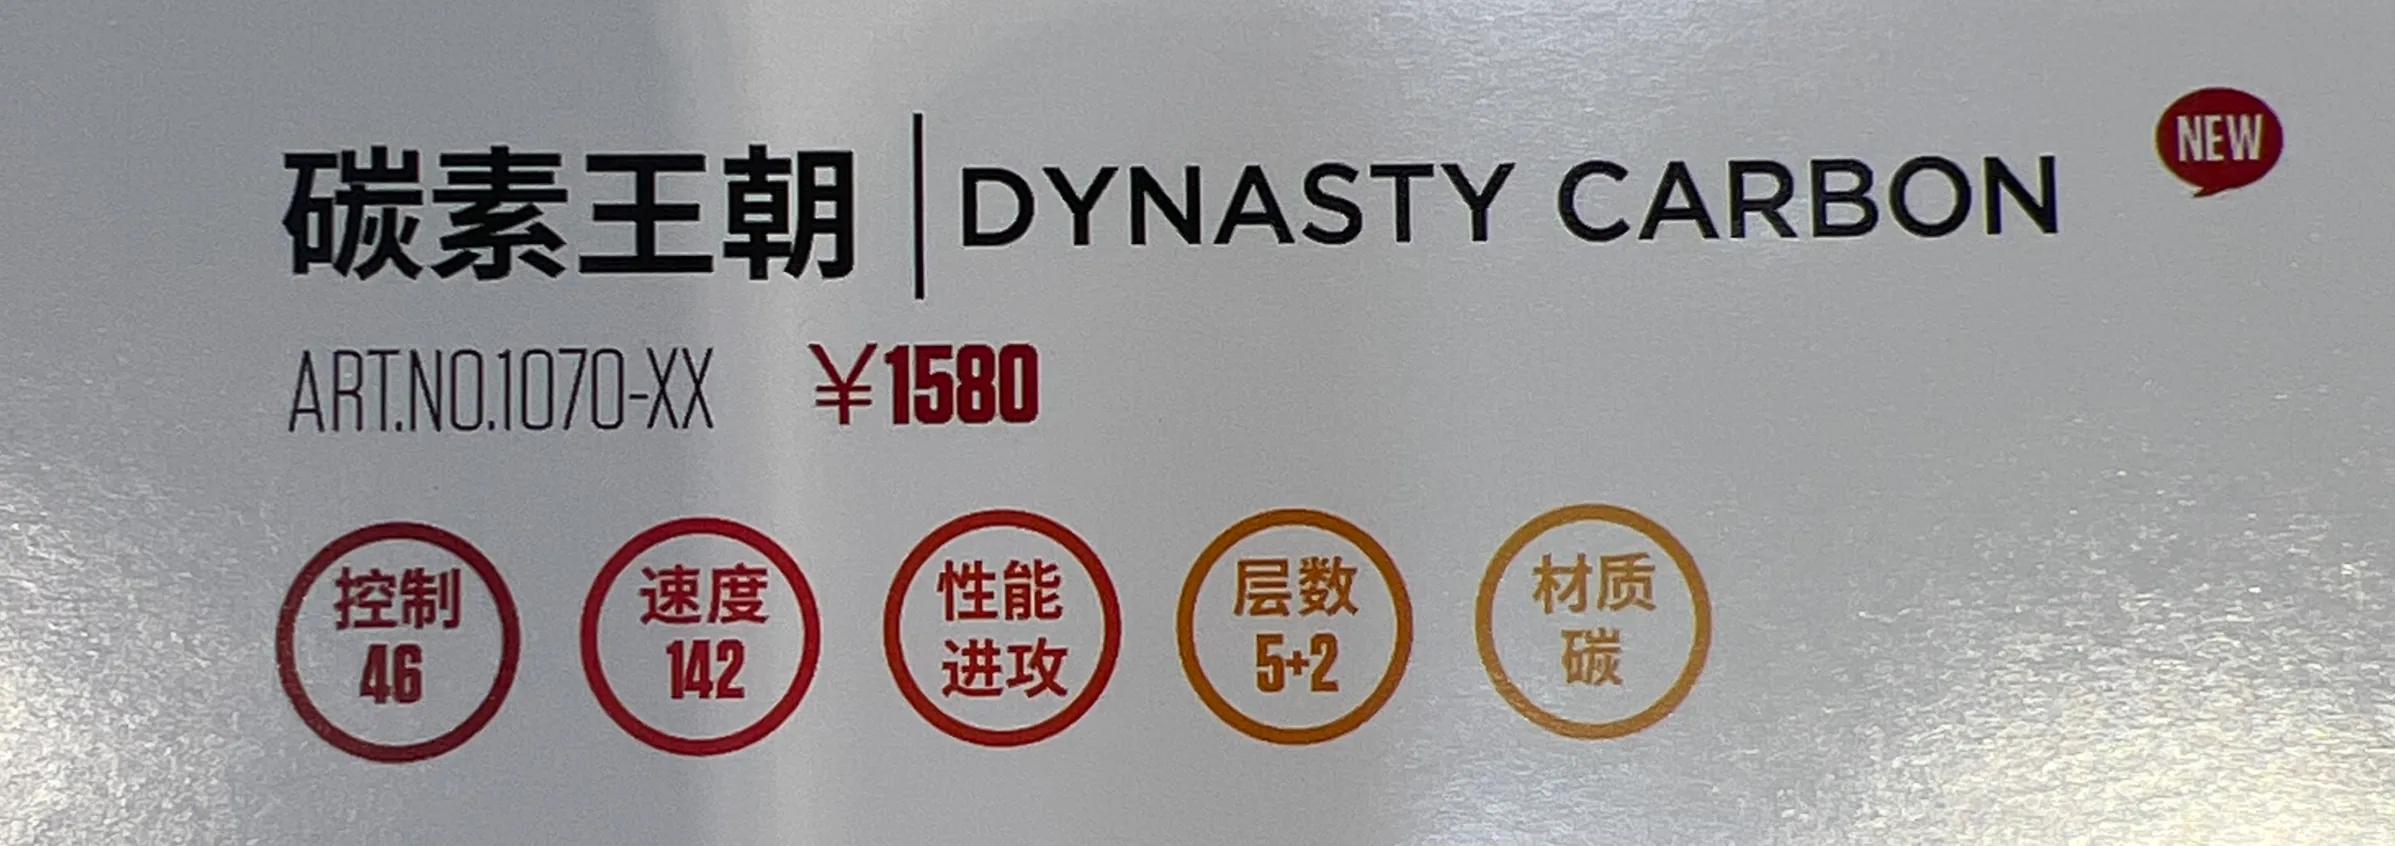 碳素王朝 | DYNASTY CARBON NEW
ART.NO.1070-XX ￥1580
控制 速度 性能 层数 材质
46 142 进攻 5+2 碳